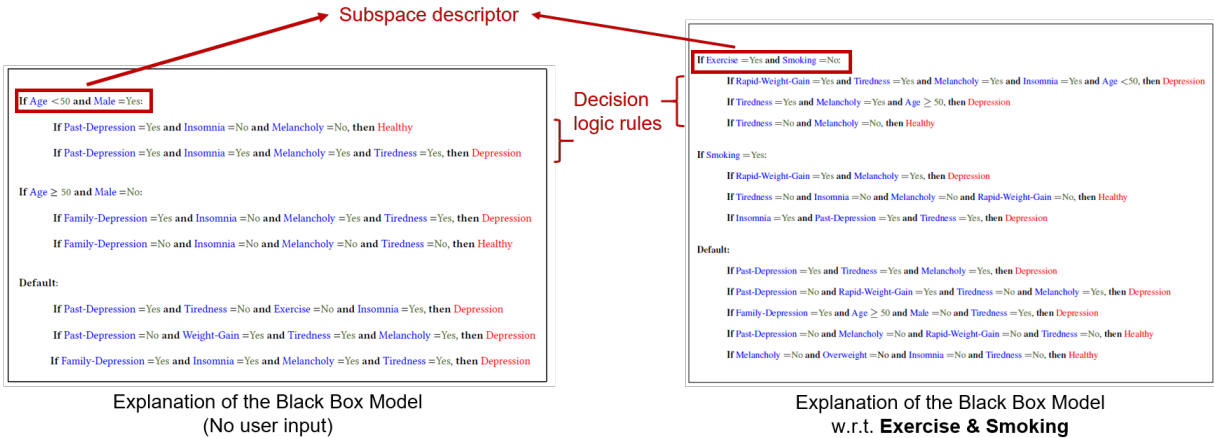 Subspace descriptor
If Age <50 and Male =Yes:
If Past-Depression =Yes and Insomnia =No and Melancholy =No, then Healthy
If Past-Depression =Yes and Insomnia =Yes and Melancholy =Yes and Tiredness =Yes, then Depression
If Age ≥ 50 and Male =No:
If Family-Depression =Yes and Insomnia =No and Melancholy =Yes and Tiredness =Yes, then Depression
If Family-Depression =No and Insomnia =No and Melancholy =No and Tiredness =No, then Healthy
Default:
If Past-Depression =Yes and Tiredness =No and Exercise =No and Insomnia =Yes, then Depression
If Past-Depression =No and Weight-Gain =Yes and Tiredness =Yes and Melancholy =Yes, then Depression
If Family-Depression =Yes and Insomnia =Yes and Melancholy =Yes and Tiredness =Yes, then Depression
Explanation of the Black Box Model
(No user input)
Decision
logic rules
If Exercise =Yes and Smoking =No:
If Rapid-Weight-Gain =Yes and Tiredness =Yes and Melancholy =Yes and Insomnia =Yes and Age <50, then Depression
If Tiredness =Yes and Melancholy =Yes and Age ≥ 50, then Depression
If Tiredness =No and Melancholy =No, then Healthy
If Smoking =Yes:
If Rapid-Weight-Gain =Yes and Melancholy =Yes, then Depression
If Tiredness =No and Insomnia =No and Melancholy =No and Rapid-Weight-Gain =No, then Healthy
If Insomnia =Yes and Past-Depression =Yes and Tiredness =Yes, then Depression
Default:
If Past-Depression =Yes and Tiredness =Yes and Melancholy =Yes, then Depression
If Past-Depression =No and Rapid-Weight-Gain =Yes and Tiredness =No and Melancholy =Yes, then Depression
If Family-Depression =Yes and Age ≥ 50 and Male =No and Tiredness =Yes, then Depression
If Past-Depression =No and Melancholy =No and Rapid-Weight-Gain =No and Tiredness =No, then Healthy
If Melancholy =No and Overweight =No and Insomnia =No and Tiredness =No, then Healthy
Explanation of the Black Box Model
w.r.t. Exercise & Smoking